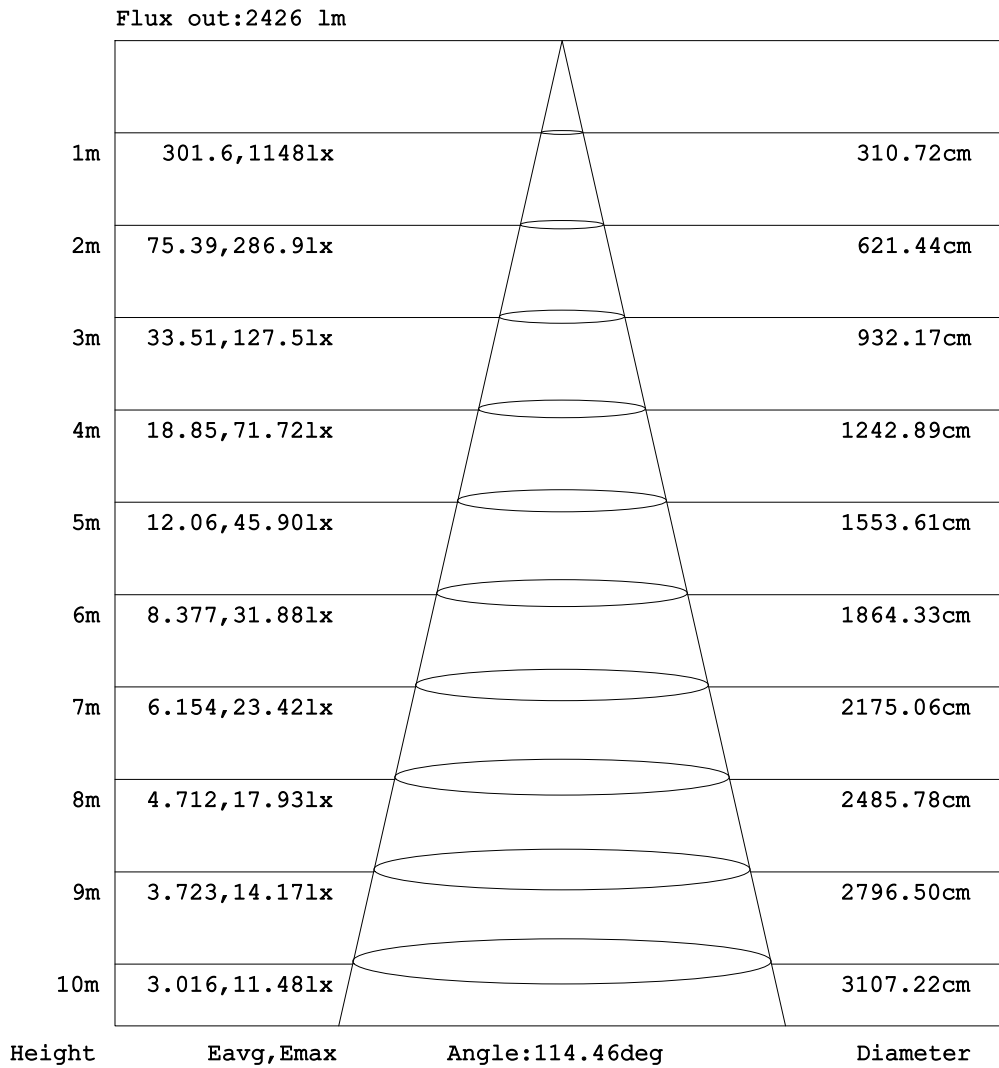 Flux out:2426 lm
1m 301.6,1148lx 310.72cm
2m 75.39,286.9lx 621.44cm
3m 33.51,127.5lx 932.17cm
4m 18.85,71.72lx 1242.89cm
5m 12.06,45.90lx 1553.61cm
6m 8.377,31.88lx 1864.33cm
7m 6.154,23.42lx 2175.06cm
8m 4.712,17.93lx 2485.78cm
9m 3.723,14.17lx 2796.50cm
10m 3.016,11.48lx 3107.22cm
Height Eavg,Emax Angle:114.46deg Diameter